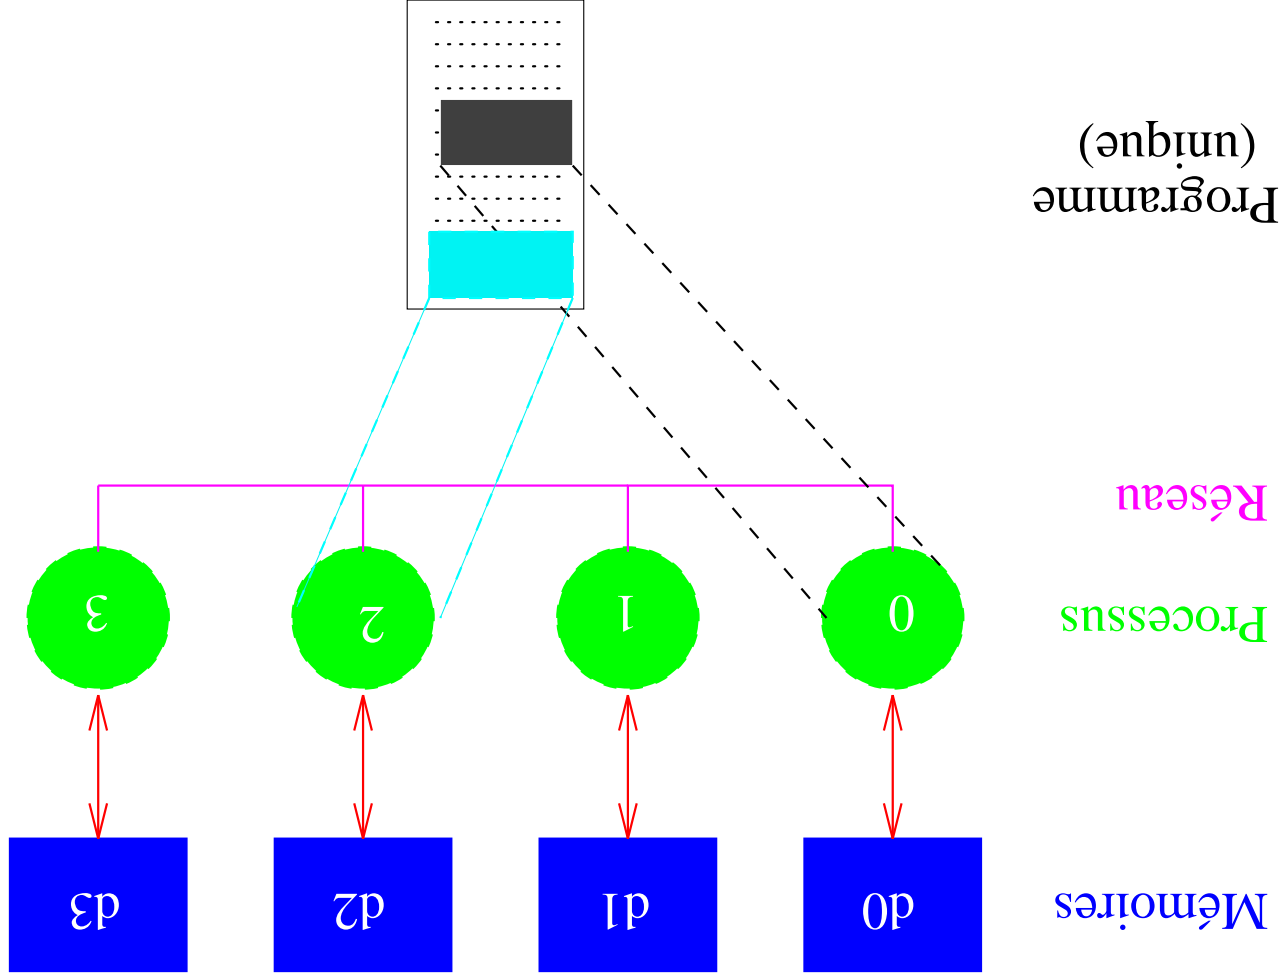 Mémoires
d0
d1
d2
d3
Processus
0
1
2
3
Réseau
Programme
(unique)